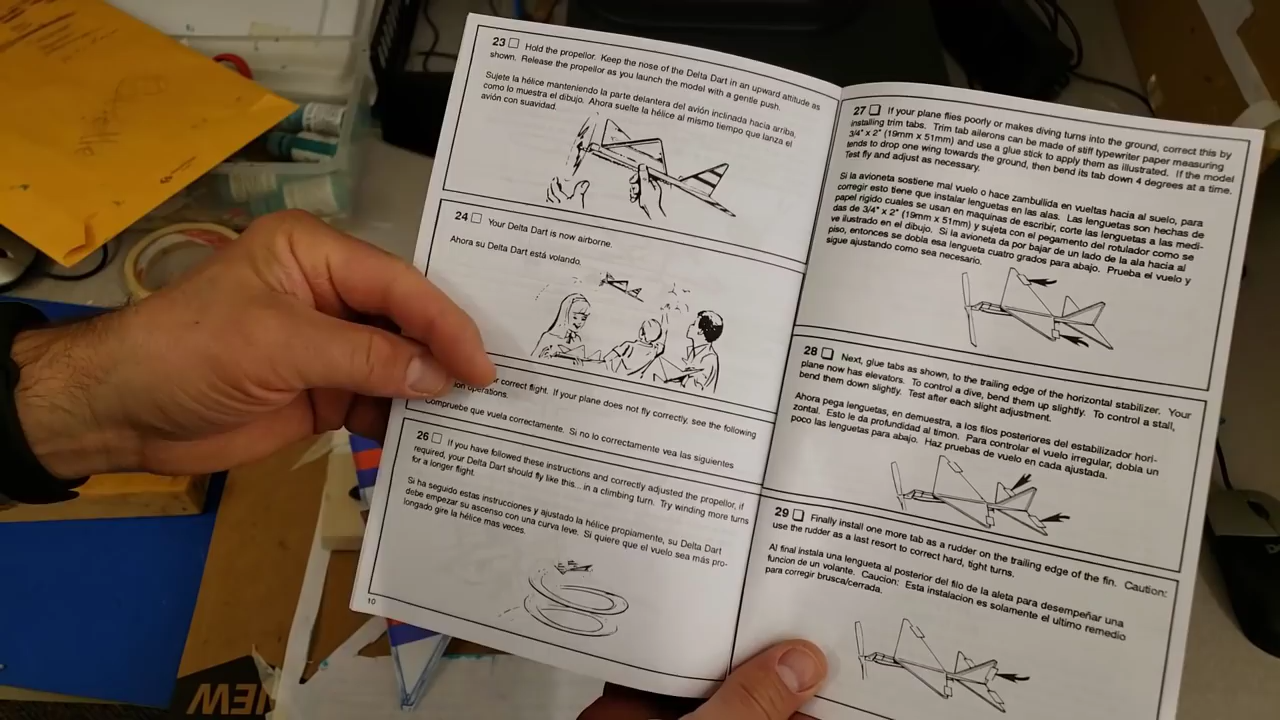 23 Hold the propellor. Keep the nose of the Delta Dart in an upward attitude as
shown. Release the propellor as you launch the model with a gentle push.
Sujete la hélice manteniendo la parte delantera del avión inclinada hacia arriba,
como lo muestra el dibujo. Ahora suelte la hélice al mismo tiempo que lanza el
avión con suavidad.
24 Your Delta Dart is now airborne.
Ahora su Delta Dart está volando.
correct flight. If your plane does not fly correctly, see the following
operations.
Compruebe que vuela correctamente. Si no lo correctamente vea las siguientes
26 If you have followed these instructions and correctly adjusted the propellor, if
required, your Delta Dart should fly like this... in a climbing turn. Try winding more turns
for a longer flight.
Si ha seguido estas instrucciones y ajustado la hélice propiamente, su Delta Dart
debe empezar su ascenso con una curva leve. Si quiere que el vuelo sea más pro-
longado gire la hélice mas veces.
10
27 If your plane flies poorly or makes diving turns into the ground, correct this by
installing trim tabs. Trim tab ailerons can be made of stiff typewriter paper measuring
3/4" x 2" (19mm x 51mm) and use a glue stick to apply them as illustrated. If the model
tends to drop one wing towards the ground, then bend its tab down 4 degrees at a time.
Test fly and adjust as necessary.
Si la avioneta sostiene mal vuelo o hace zambullida en vueltas hacia al suelo, para
corregir esto tiene que instalar lenguetas en las alas. Las lenguetas son hechas de
papel rigido cuales se usan en maquinas de escribir, corte las lenguetas a las medi-
das de 3/4" x 2" (19mm x 51mm) y sujeta con el pegamento del rotulador como se
ve ilustrado en el dibujo. Si la avioneta da por bajar de un lado de la ala hacia al
piso, entonces se dobla esa lengueta cuatro grados para abajo. Prueba el vuelo y
sigue ajustando como sea necesario.
28 Next, glue tabs as shown, to the trailing edge of the horizontal stabilizer. Your
plane now has elevators. To control a dive, bend them up slightly. To control a stall,
bend them down slightly. Test after each slight adjustment.
Ahora pega lenguetas, en demuestra, a los filos posteriores del estabilizador hori-
zontal. Esto le da profundidad al timon. Para controlar el vuelo irregular, dobla un
poco las lenguetas para abajo. Haz pruebas de vuelo en cada ajustada.
29 Finally install one more tab as a rudder on the trailing edge of the fin. Caution:
use the rudder as a last resort to correct hard, tight turns.
Al final instala una lengueta al posterior del filo de la aleta para desempeñar una
funcion de un volante. Caucion: Esta instalacion es solamente el ultimo remedio
para corregir brusca/cerrada.